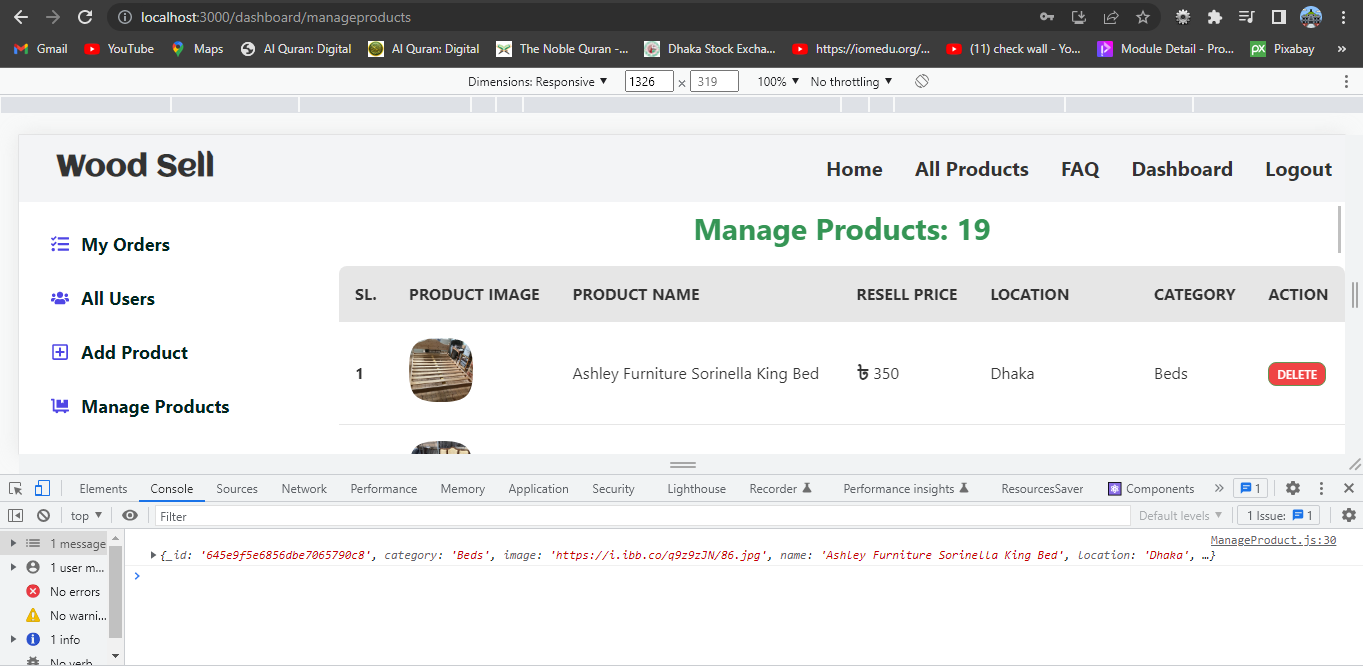 localhost:3000/dashboard/manageproducts
Gmail YouTube Maps Al Quran: Digital Al Quran: Digital The Noble Quran -... Dhaka Stock Excha... https://iomedu.org/... (11) check wall - Yo... Module Detail - Pro... Pixabay »
Dimensions: Responsive ▼ 1326 × 319 100% ▼ No throttling ▼
Wood Sell Home All Products FAQ Dashboard Logout
Manage Products: 19
My Orders
All Users
Add Product
Manage Products
SL. PRODUCT IMAGE PRODUCT NAME RESELL PRICE LOCATION CATEGORY ACTION
1 Ashley Furniture Sorinella King Bed ৳ 350 Dhaka Beds DELETE
Elements Console Sources Network Performance Memory Application Security Lighthouse Recorder Performance insights ResourcesSaver Components » 1
top ▼ Filter Default levels ▼ 1 Issue: 1
1 message
1 user m...
No errors
No warni...
1 info
No verb
ManageProduct.js:30
{_id: '645e9f5e6856dbe7065790c8', category: 'Beds', image: 'https://i.ibb.co/q9z9zJN/86.jpg', name: 'Ashley Furniture Sorinella King Bed', location: 'Dhaka', …}